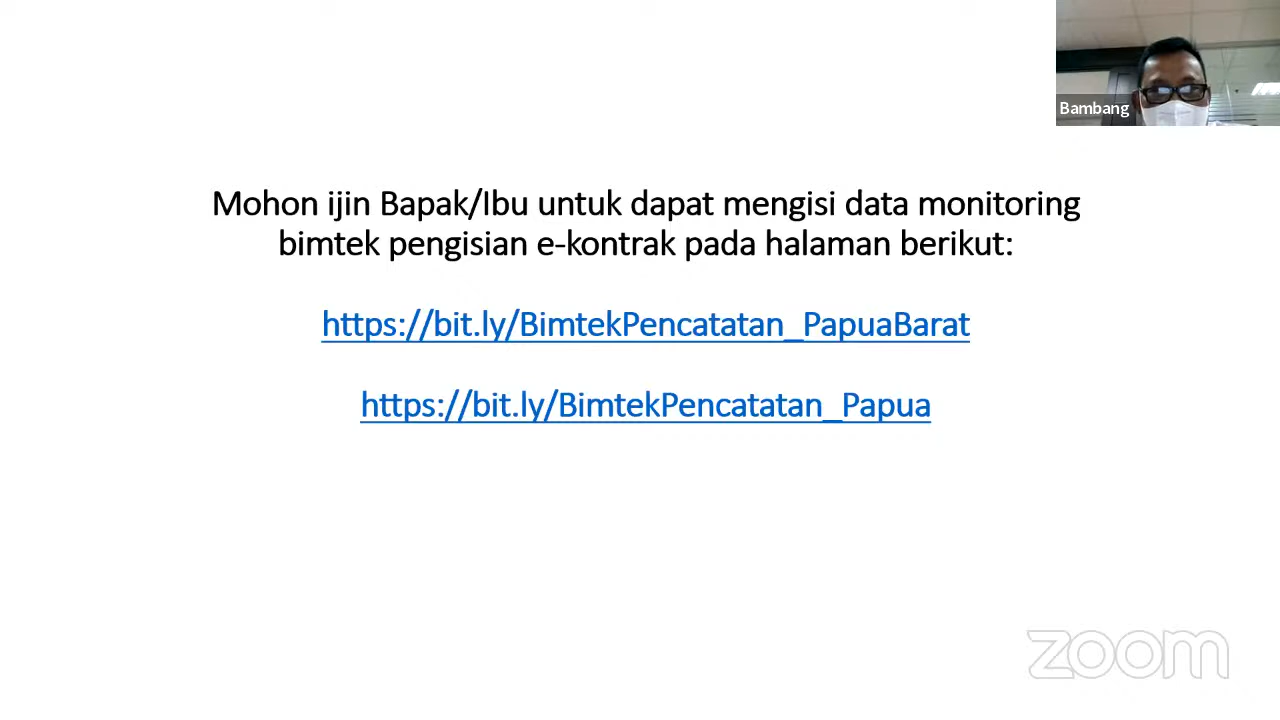 Bambang
Mohon ijin Bapak/Ibu untuk dapat mengisi data monitoring
bimtek pengisian e-kontrak pada halaman berikut:
https://bit.ly/BimtekPencatatan_PapuaBarat
https://bit.ly/BimtekPencatatan_Papua
zoom